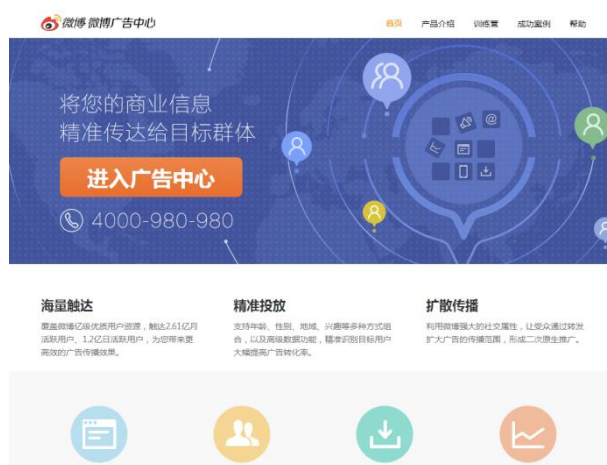 微博 微博广告中心
首页 产品介绍 训练营 成功案例 帮助
将您的商业信息
精准传达给目标群体
进入广告中心
4000-980-980
海量触达
覆盖微博亿级优质用户资源，触达2.61亿月
活跃用户、1.2亿日活跃用户，为您带来更
高效的广告传播效果。
精准投放
支持年龄、性别、地域、兴趣等多种方式组
合，以及高级数据功能，精准识别目标用户
大幅提高广告转化率。
扩散传播
利用微博强大的社交属性，让受众通过转发
扩大广告的传播范围，形成二次原生推广。